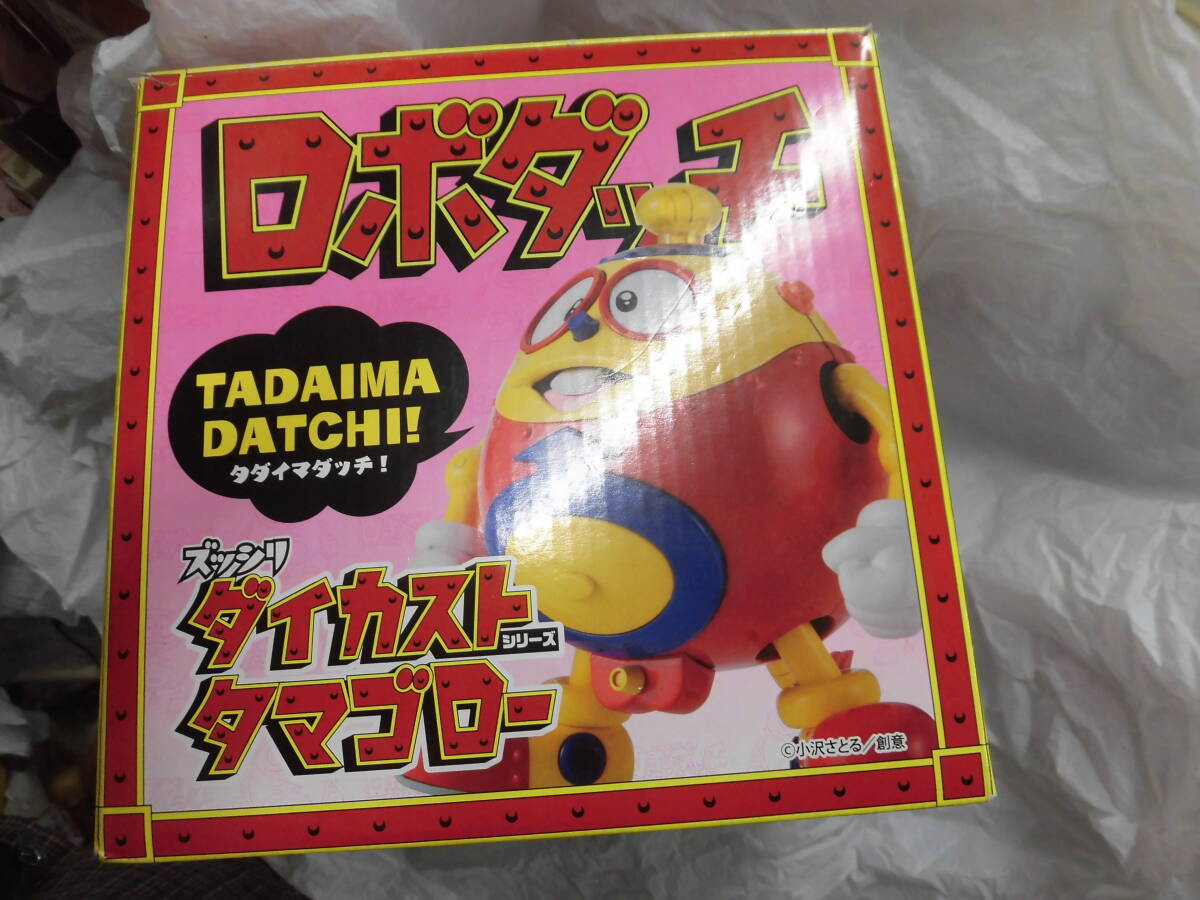 ロボダッチ
TADAIMA
DATCHI!
タダイマダッチ!
ズッシリ
ダイカスト
シリーズ
タマゴロー
©小沢さとる/創意